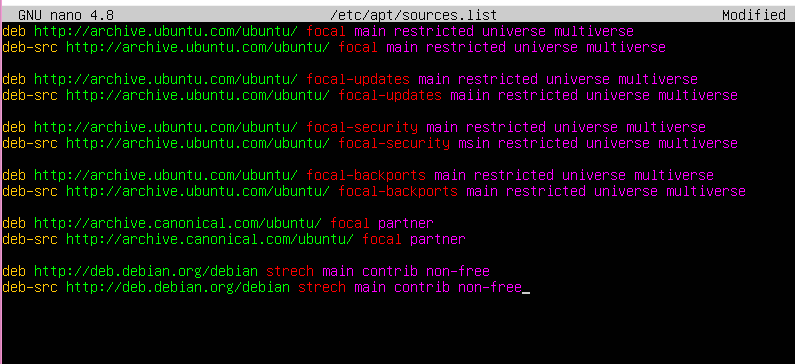 GNU nano 4.8 /etc/apt/sources.list Modified
deb http://archive.ubuntu.com/ubuntu/ focal main restricted universe multiverse
deb-src http://archive.ubuntu.com/ubuntu/ focal main restricted universe multiverse
deb http://archive.ubuntu.com/ubuntu/ focal-updates main restricted universe multiverse
deb-src http://archive.ubuntu.com/ubuntu/ focal-updates maiin restricted universe multiverse
deb http://archive.ubuntu.com/ubuntu/ focal-security main restricted universe multiverse
deb-src http://archive.ubuntu.com/ubuntu/ focal-security msin restricted universe multiverse
deb http://archive.ubuntu.com/ubuntu/ focal-backports main restricted universe multiverse
deb-src http://archive.ubuntu.com/ubuntu/ focal-backports main restricted universe multiverse
deb http://archive.canonical.com/ubuntu/ focal partner
deb-src http://archive.canonical.com/ubuntu/ focal partner
deb http://deb.debian.org/debian strech main contrib non-free
deb-src http://deb.debian.org/debian strech main contrib non-free